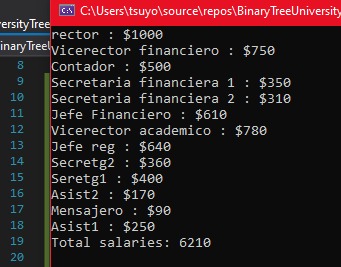 C:\Users\tsuyo\source\repos\BinaryTreeUniversity
ersityTree
inaryTree
rector : $1000
Vicerector financiero : $750
8 Contador : $500
9 Secretaria financiera 1 : $350
10 Secretaria financiera 2 : $310
11 Jefe Financiero : $610
12 Vicerector academico : $780
13 Jefe reg : $640
14 Secretg2 : $360
15 Seretg1 : $400
16 Asist2 : $170
17 Mensajero : $90
18 Asist1 : $250
19 Total salaries: 6210
20